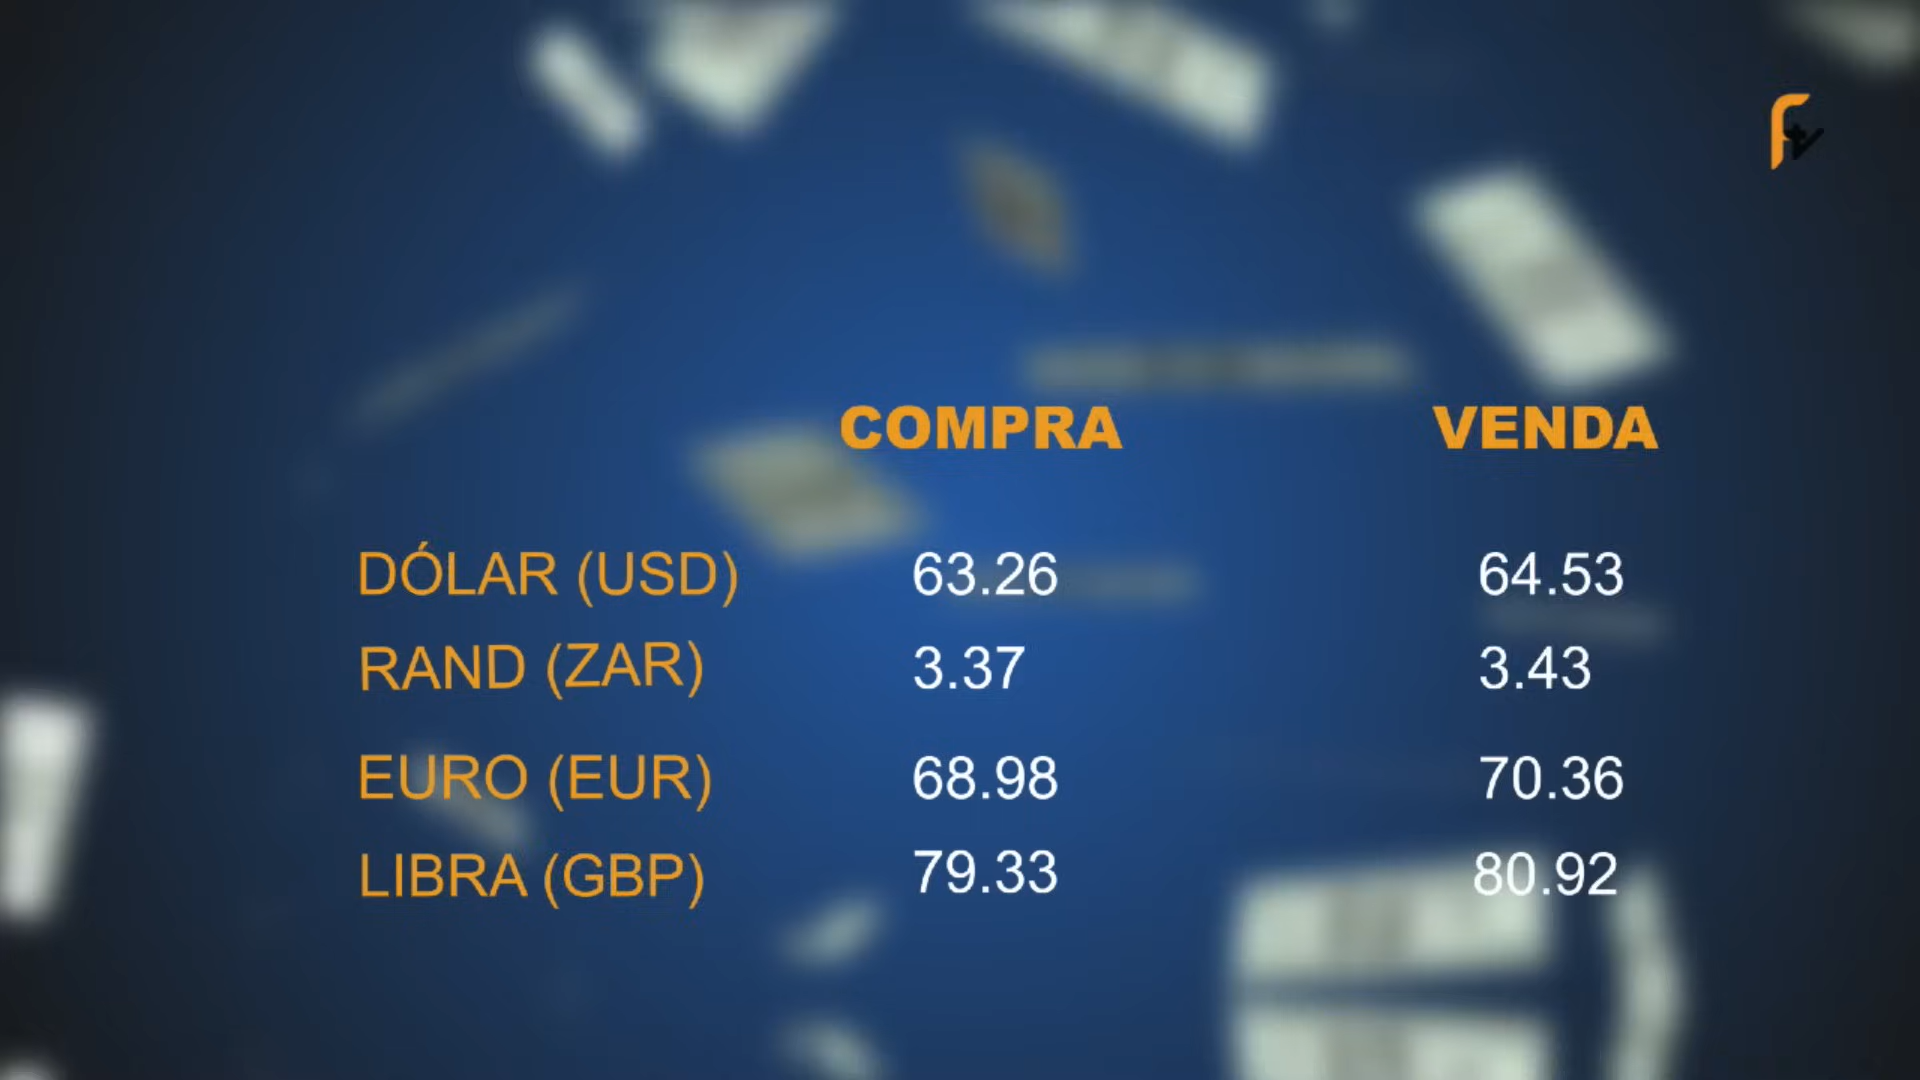 COMPRA VENDA
DÓLAR (USD) 63.26 64.53
RAND (ZAR) 3.37 3.43
EURO (EUR) 68.98 70.36
LIBRA (GBP) 79.33 80.92